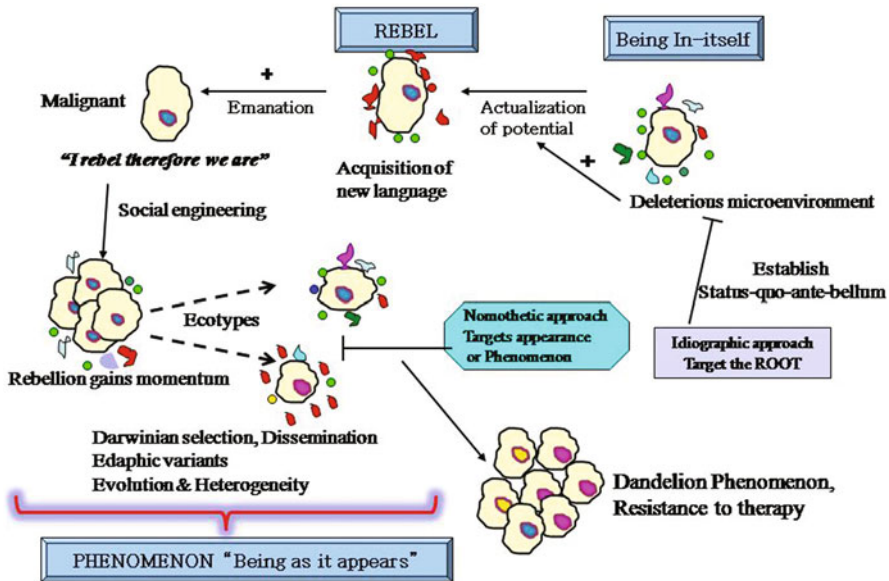 REBEL
Being In-itself
Malignant
+
Emanation
Actualization
of potential
+
"I rebel therefore we are"
Acquisition of
new language
Deleterious microenvironment
Social engineering
Establish
Status-quo-ante-bellum
Ecotypes
Nomothetic approach
Targets appearance
or Phenomenon
Idiographic approach
Target the ROOT
Rebellion gains momentum
Darwinian selection, Dissemination
Edaphic variants
Evolution & Heterogeneity
Dandelion Phenomenon,
Resistance to therapy
PHENOMENON "Being as it appears"